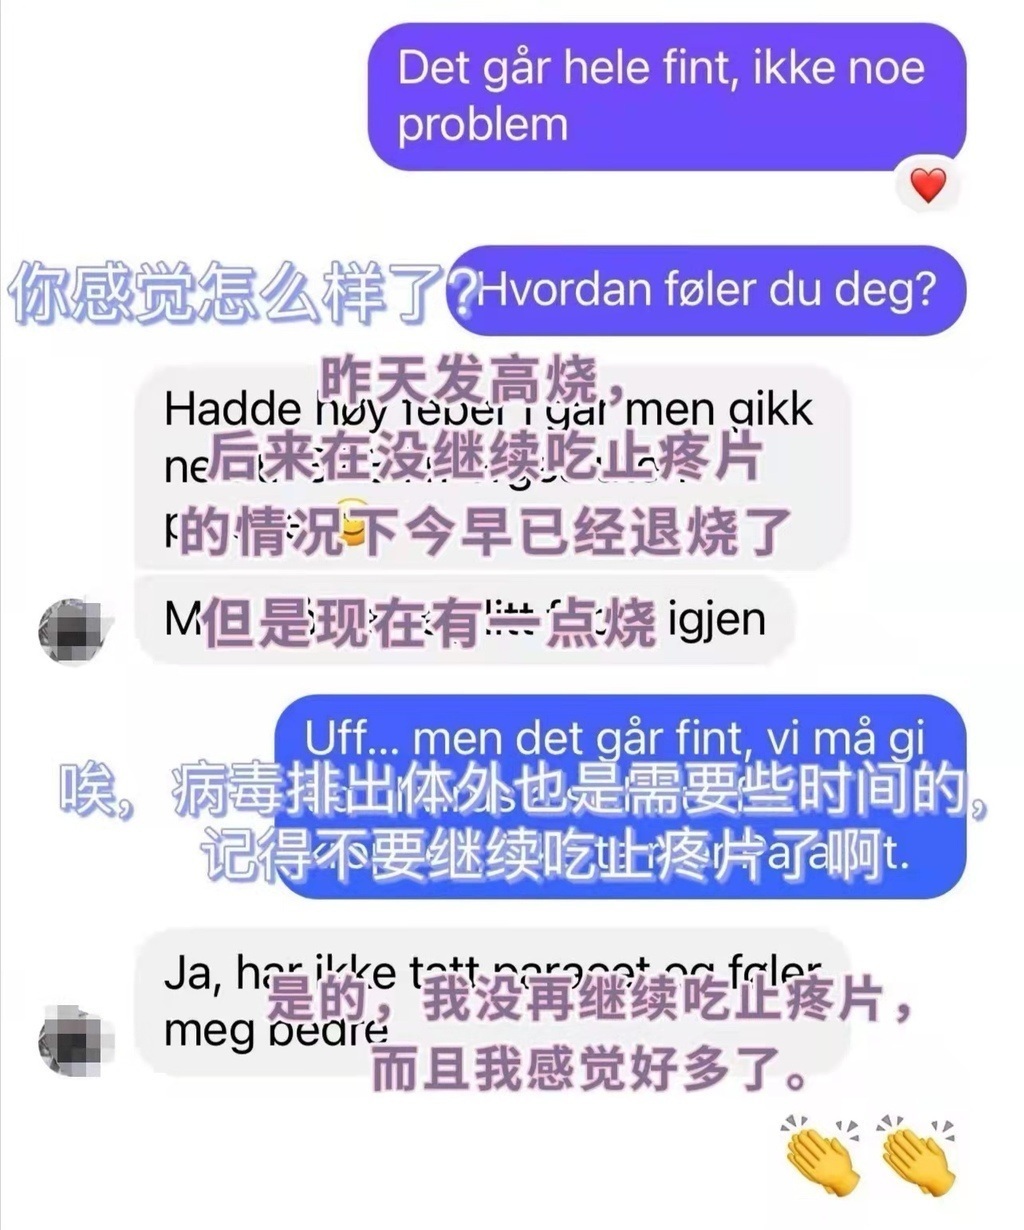 Det går hele fint, ikke noe
problem
你感觉怎么样了?
Hvordan føler du deg?
昨天发高烧，
Hadde høy feber i går men gikk
后来在没继续吃止疼片
的情况下今早已经退烧了
但是现在有一点烧
litt igjen
Uff... men det går fint, vi må gi
唉，病毒排出体外也是需要些时间的，
记得不要继续吃止疼片了啊
Ja, har ikke tatt paracet og føler
是的，我没再继续吃止疼片，
meg bedre
而且我感觉好多了。